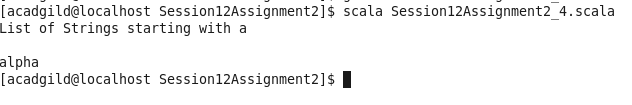 [acadgild@localhost Session12Assignment2]$ scala Session12Assignment2_4.scala
List of Strings starting with a
alpha
[acadgild@localhost Session12Assignment2]$